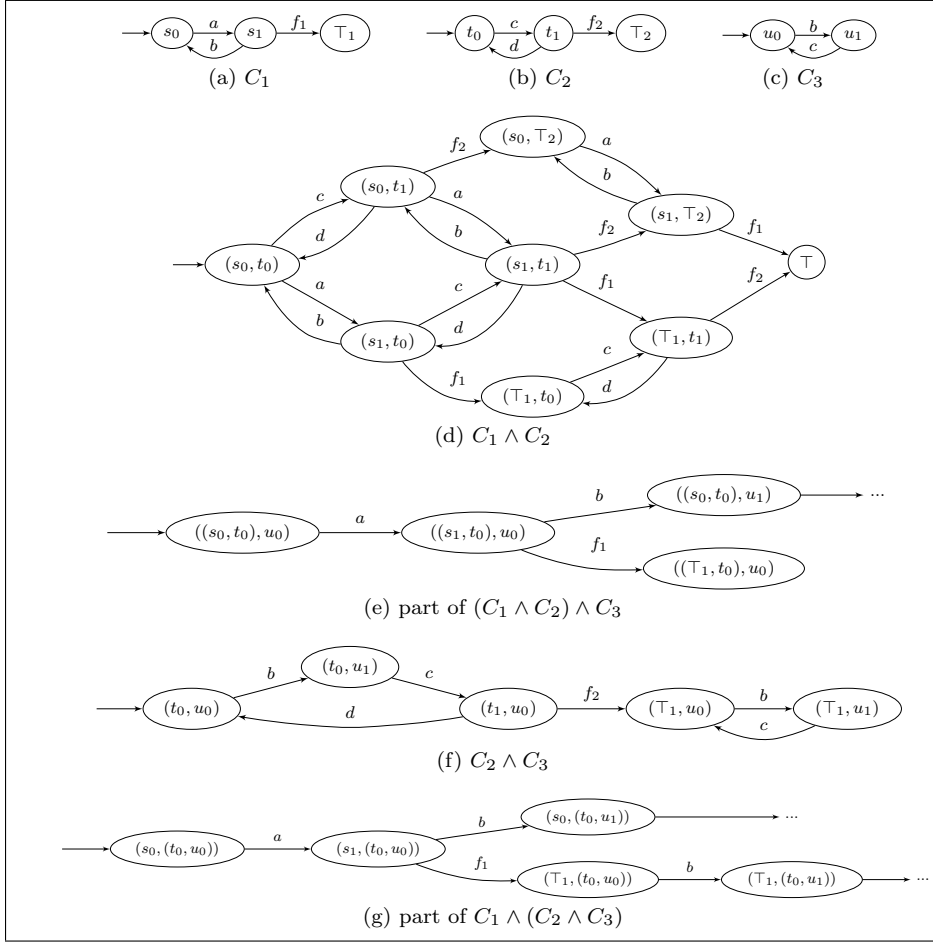 s₀ a b s₁ f₁ ⊤₁
(a) C₁
t₀ c d t₁ f₂ ⊤₂
(b) C₂
u₀ b c u₁
(c) C₃
(s₀, ⊤₂)
f₂ a
(s₀, t₁) b
c a (s₁, ⊤₂)
d b f₂ f₁
(s₀, t₀) (s₁, t₁) ⊤
a c f₁ f₂
b d
(s₁, t₀) (⊤₁, t₁)
f₁ c d
(⊤₁, t₀)
(d) C₁ ∧ C₂
((s₀, t₀), u₀) a ((s₁, t₀), u₀) b ((s₀, t₀), u₁) ...
f₁ ((⊤₁, t₀), u₀)
(e) part of (C₁ ∧ C₂) ∧ C₃
(t₀, u₁)
b c
(t₀, u₀) d (t₁, u₀) f₂ (⊤₁, u₀) b c (⊤₁, u₁)
(f) C₂ ∧ C₃
(s₀, (t₀, u₀)) a (s₁, (t₀, u₀)) b (s₀, (t₀, u₁)) ...
f₁ (⊤₁, (t₀, u₀)) b (⊤₁, (t₀, u₁)) ...
(g) part of C₁ ∧ (C₂ ∧ C₃)